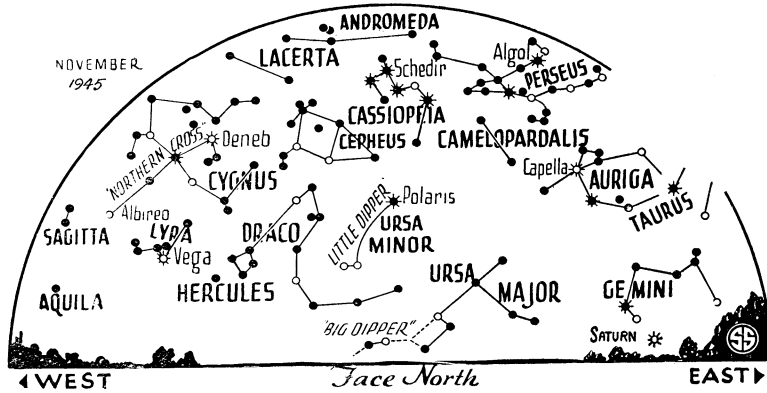 ANDROMEDA
LACERTA
NOVEMBER
1945
Schedir
Algol
PERSEUS
CASSIOPEIA
CEPHEUS
CAMELOPARDALIS
"NORTHERN CROSS"
Deneb
CYGNUS
Capella
AURIGA
TAURUS
Albireo
SAGITTA
LYRA
Vega
DRACO
LITTLE DIPPER
Polaris
URSA
MINOR
HERCULES
AQUILA
URSA MAJOR
GEMINI
"BIG DIPPER"
SATURN
SS
WEST
Face North
EAST